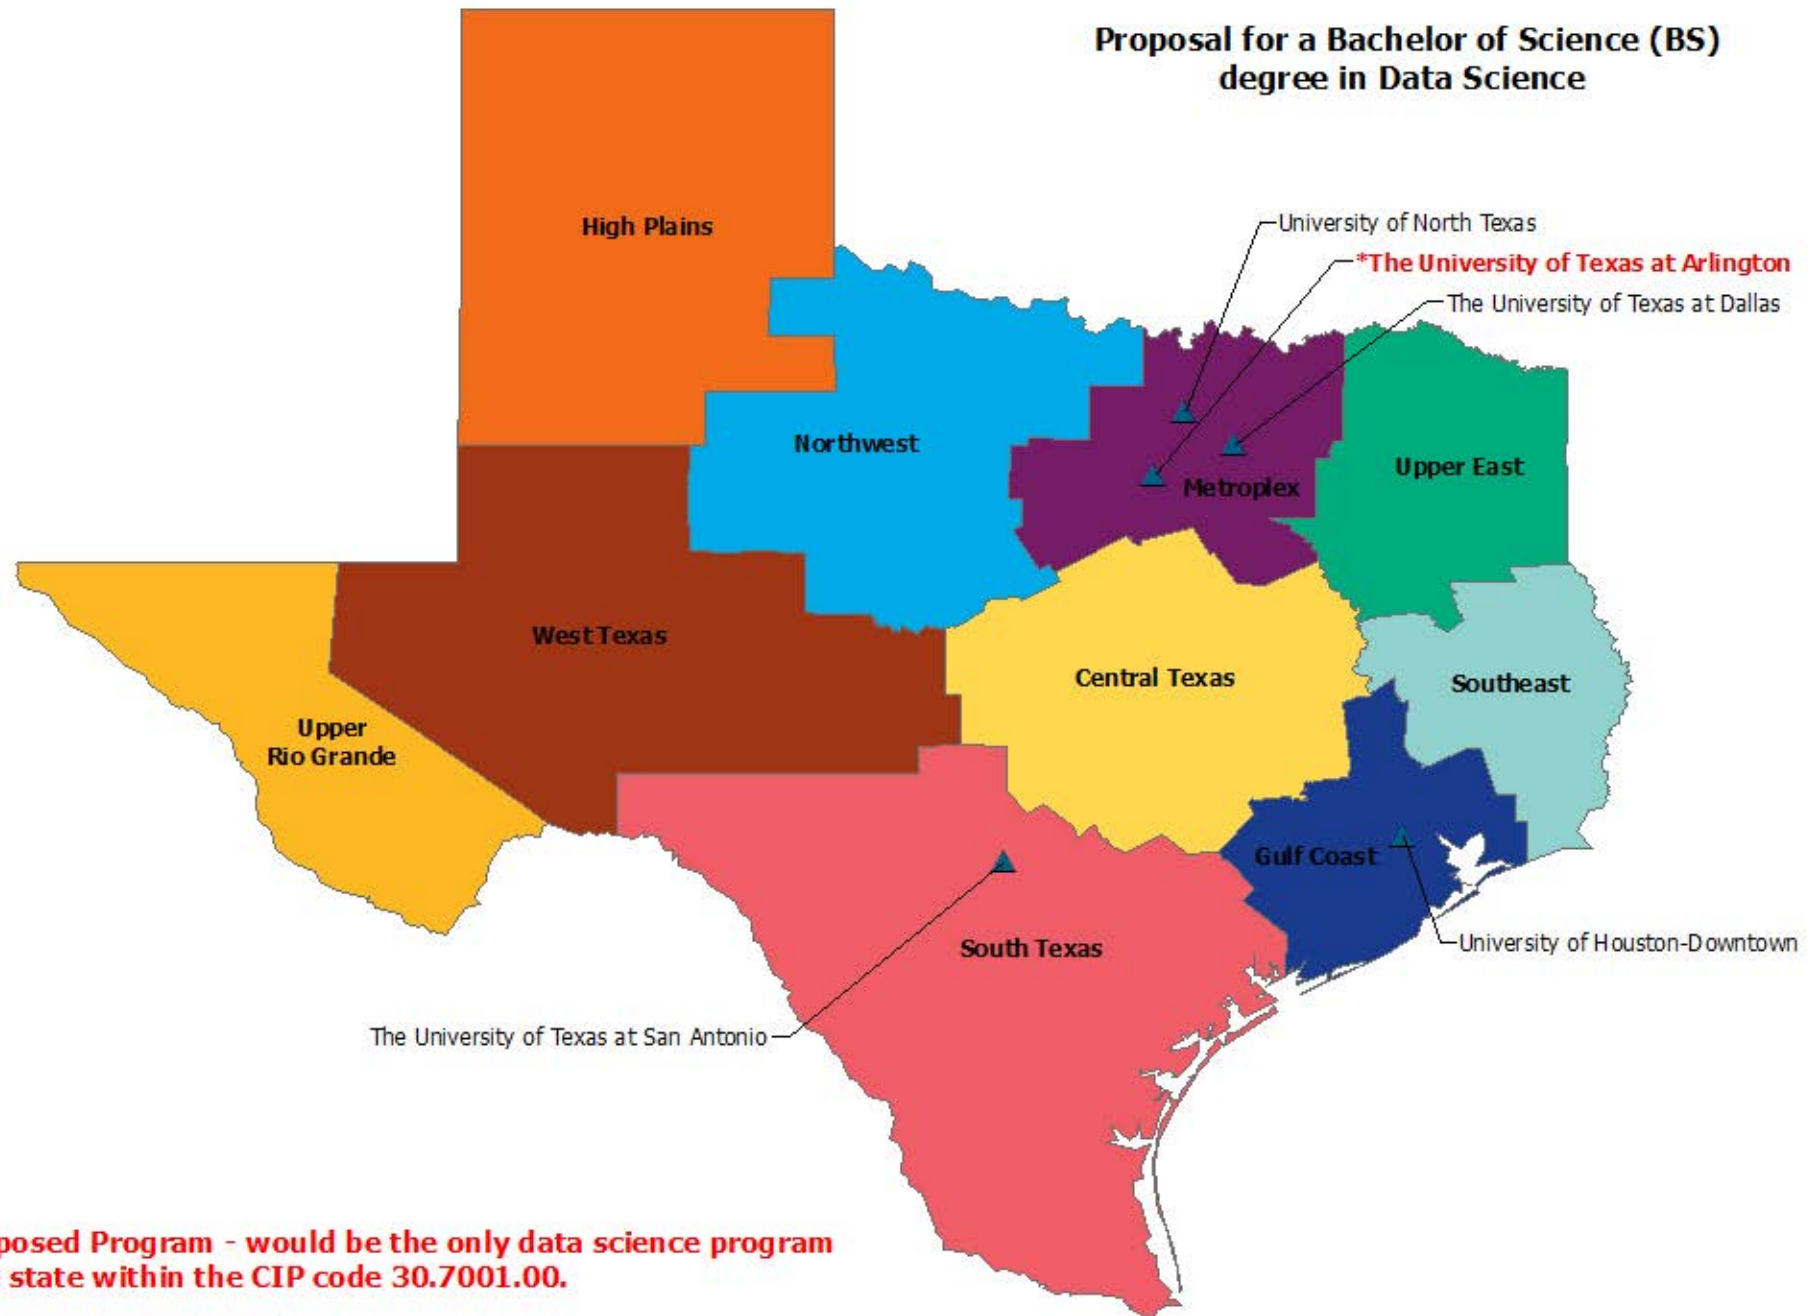 Proposal for a Bachelor of Science (BS)
degree in Data Science
High Plains
University of North Texas
*The University of Texas at Arlington
The University of Texas at Dallas
Northwest
Metroplex
Upper East
West Texas
Central Texas
Southeast
Upper
Rio Grande
Gulf Coast
South Texas
University of Houston-Downtown
The University of Texas at San Antonio
posed Program - would be the only data science program
state within the CIP code 30.7001.00.